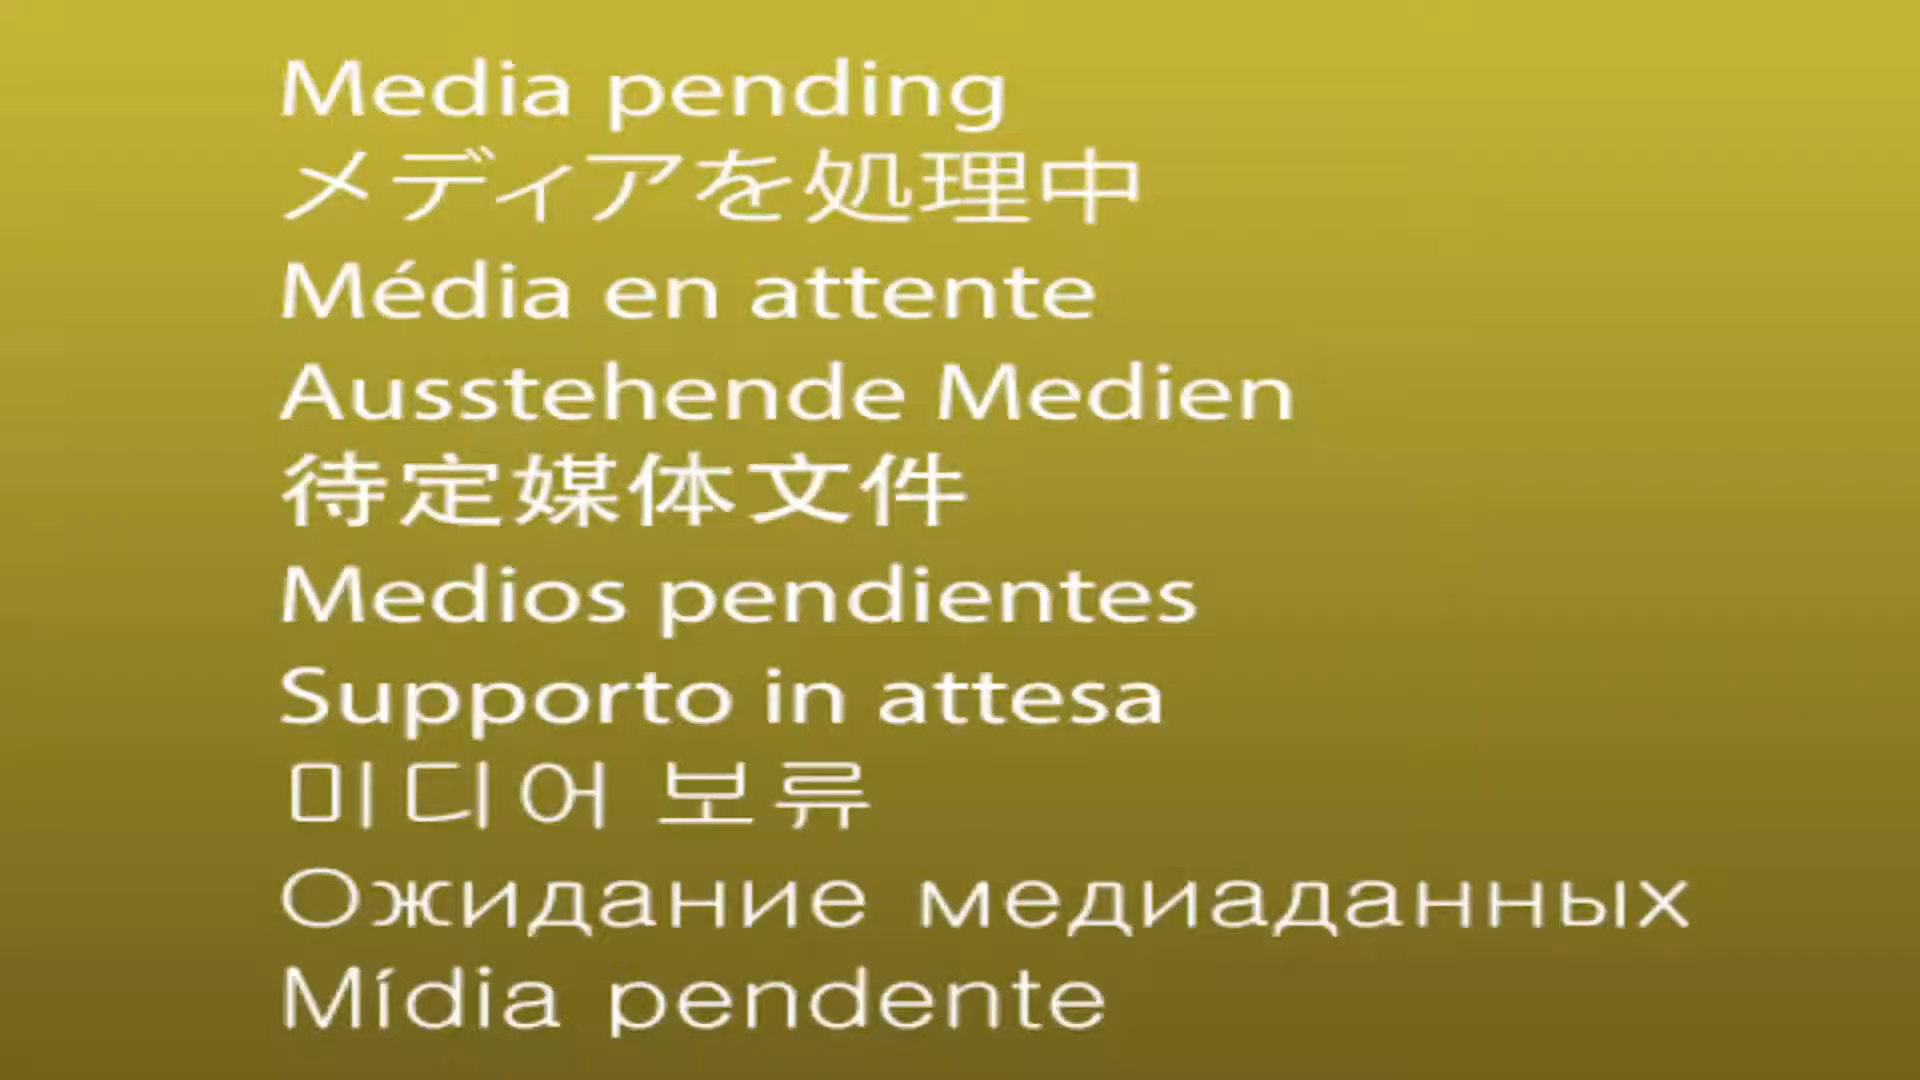 Media pending
メディアを処理中
Média en attente
Ausstehende Medien
待定媒体文件
Medios pendientes
Supporto in attesa
미디어 보류
Ожидание медиаданных
Mídia pendente